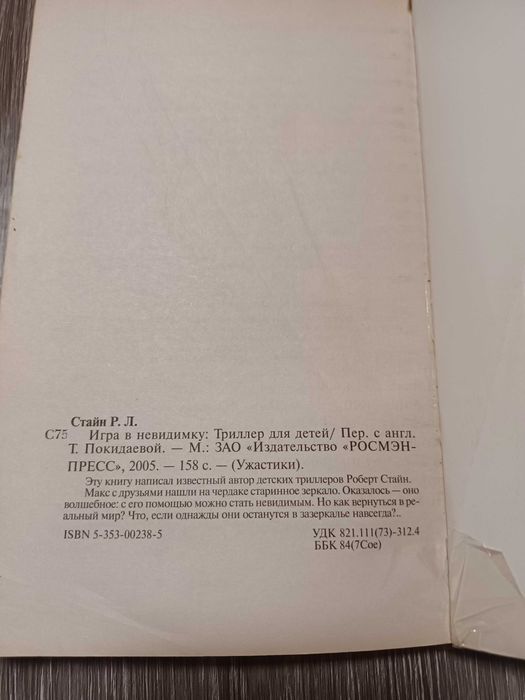 Стайн Р. Л.
С75 Игра в невидимку: Триллер для детей/ Пер. с англ.
Т. Покидаевой. — М.: ЗАО «Издательство «РОСМЭН-
ПРЕСС», 2005. — 158 с. — (Ужастики).
Эту книгу написал известный автор детских триллеров Роберт Стайн.
Макс с друзьями нашли на чердаке старинное зеркало. Оказалось — оно
волшебное: с его помощью можно стать невидимым. Но как вернуться в ре-
альный мир? Что, если однажды они останутся в зазеркалье навсегда?..
ISBN 5-353-00238-5 УДК 821.111(73)-312.4
ББК 84(7Сое)